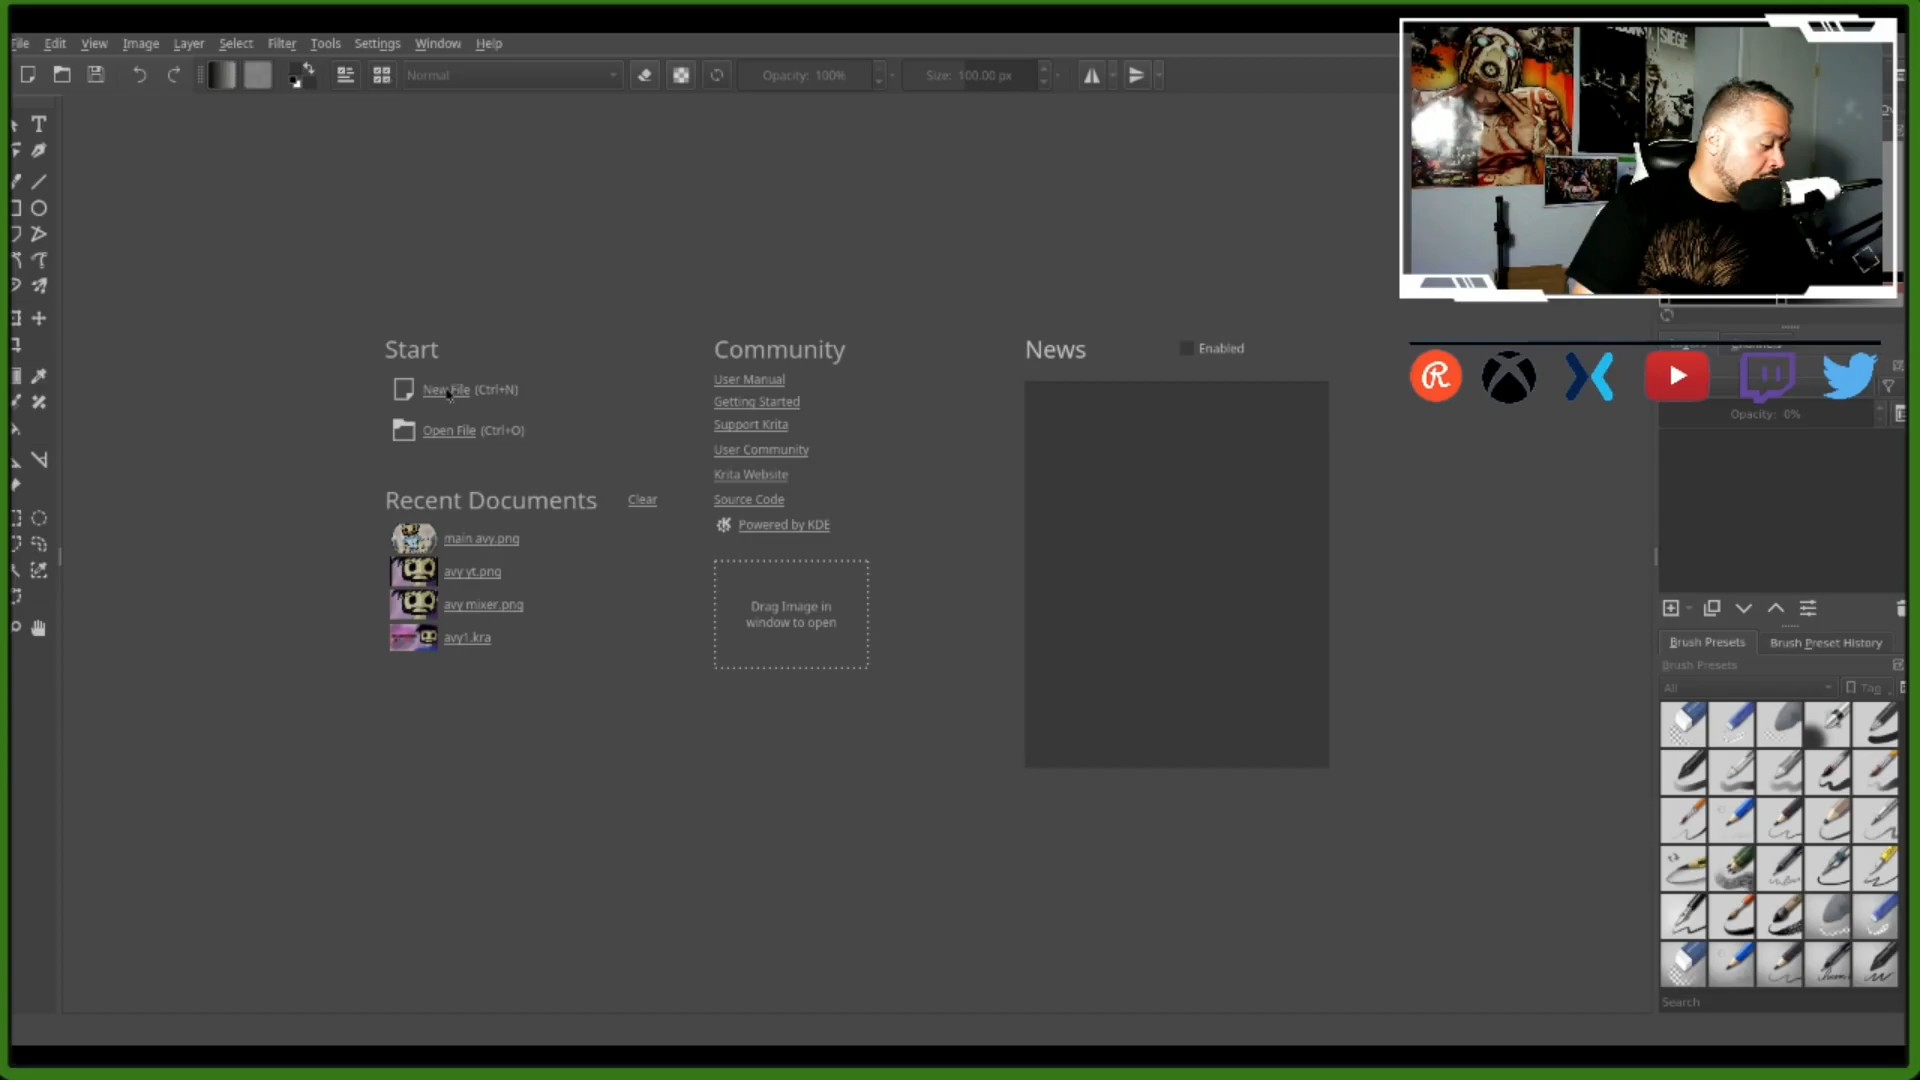 File Edit View Image Layer Select Filter Tools Settings Window Help
Normal Opacity: 100% Size: 100.00 px
SIEGE
T
Start
New File (Ctrl+N)
Open File (Ctrl+O)
Recent Documents Clear
main avy.png
avy yt.png
avy mixer.png
avy1.kra
Community
User Manual
Getting Started
Support Krita
User Community
Krita Website
Source Code
Powered by KDE
Drag Image in
window to open
News Enabled
Opacity: 0%
Brush Presets Brush Preset History
Brush Presets
All Tag
Search